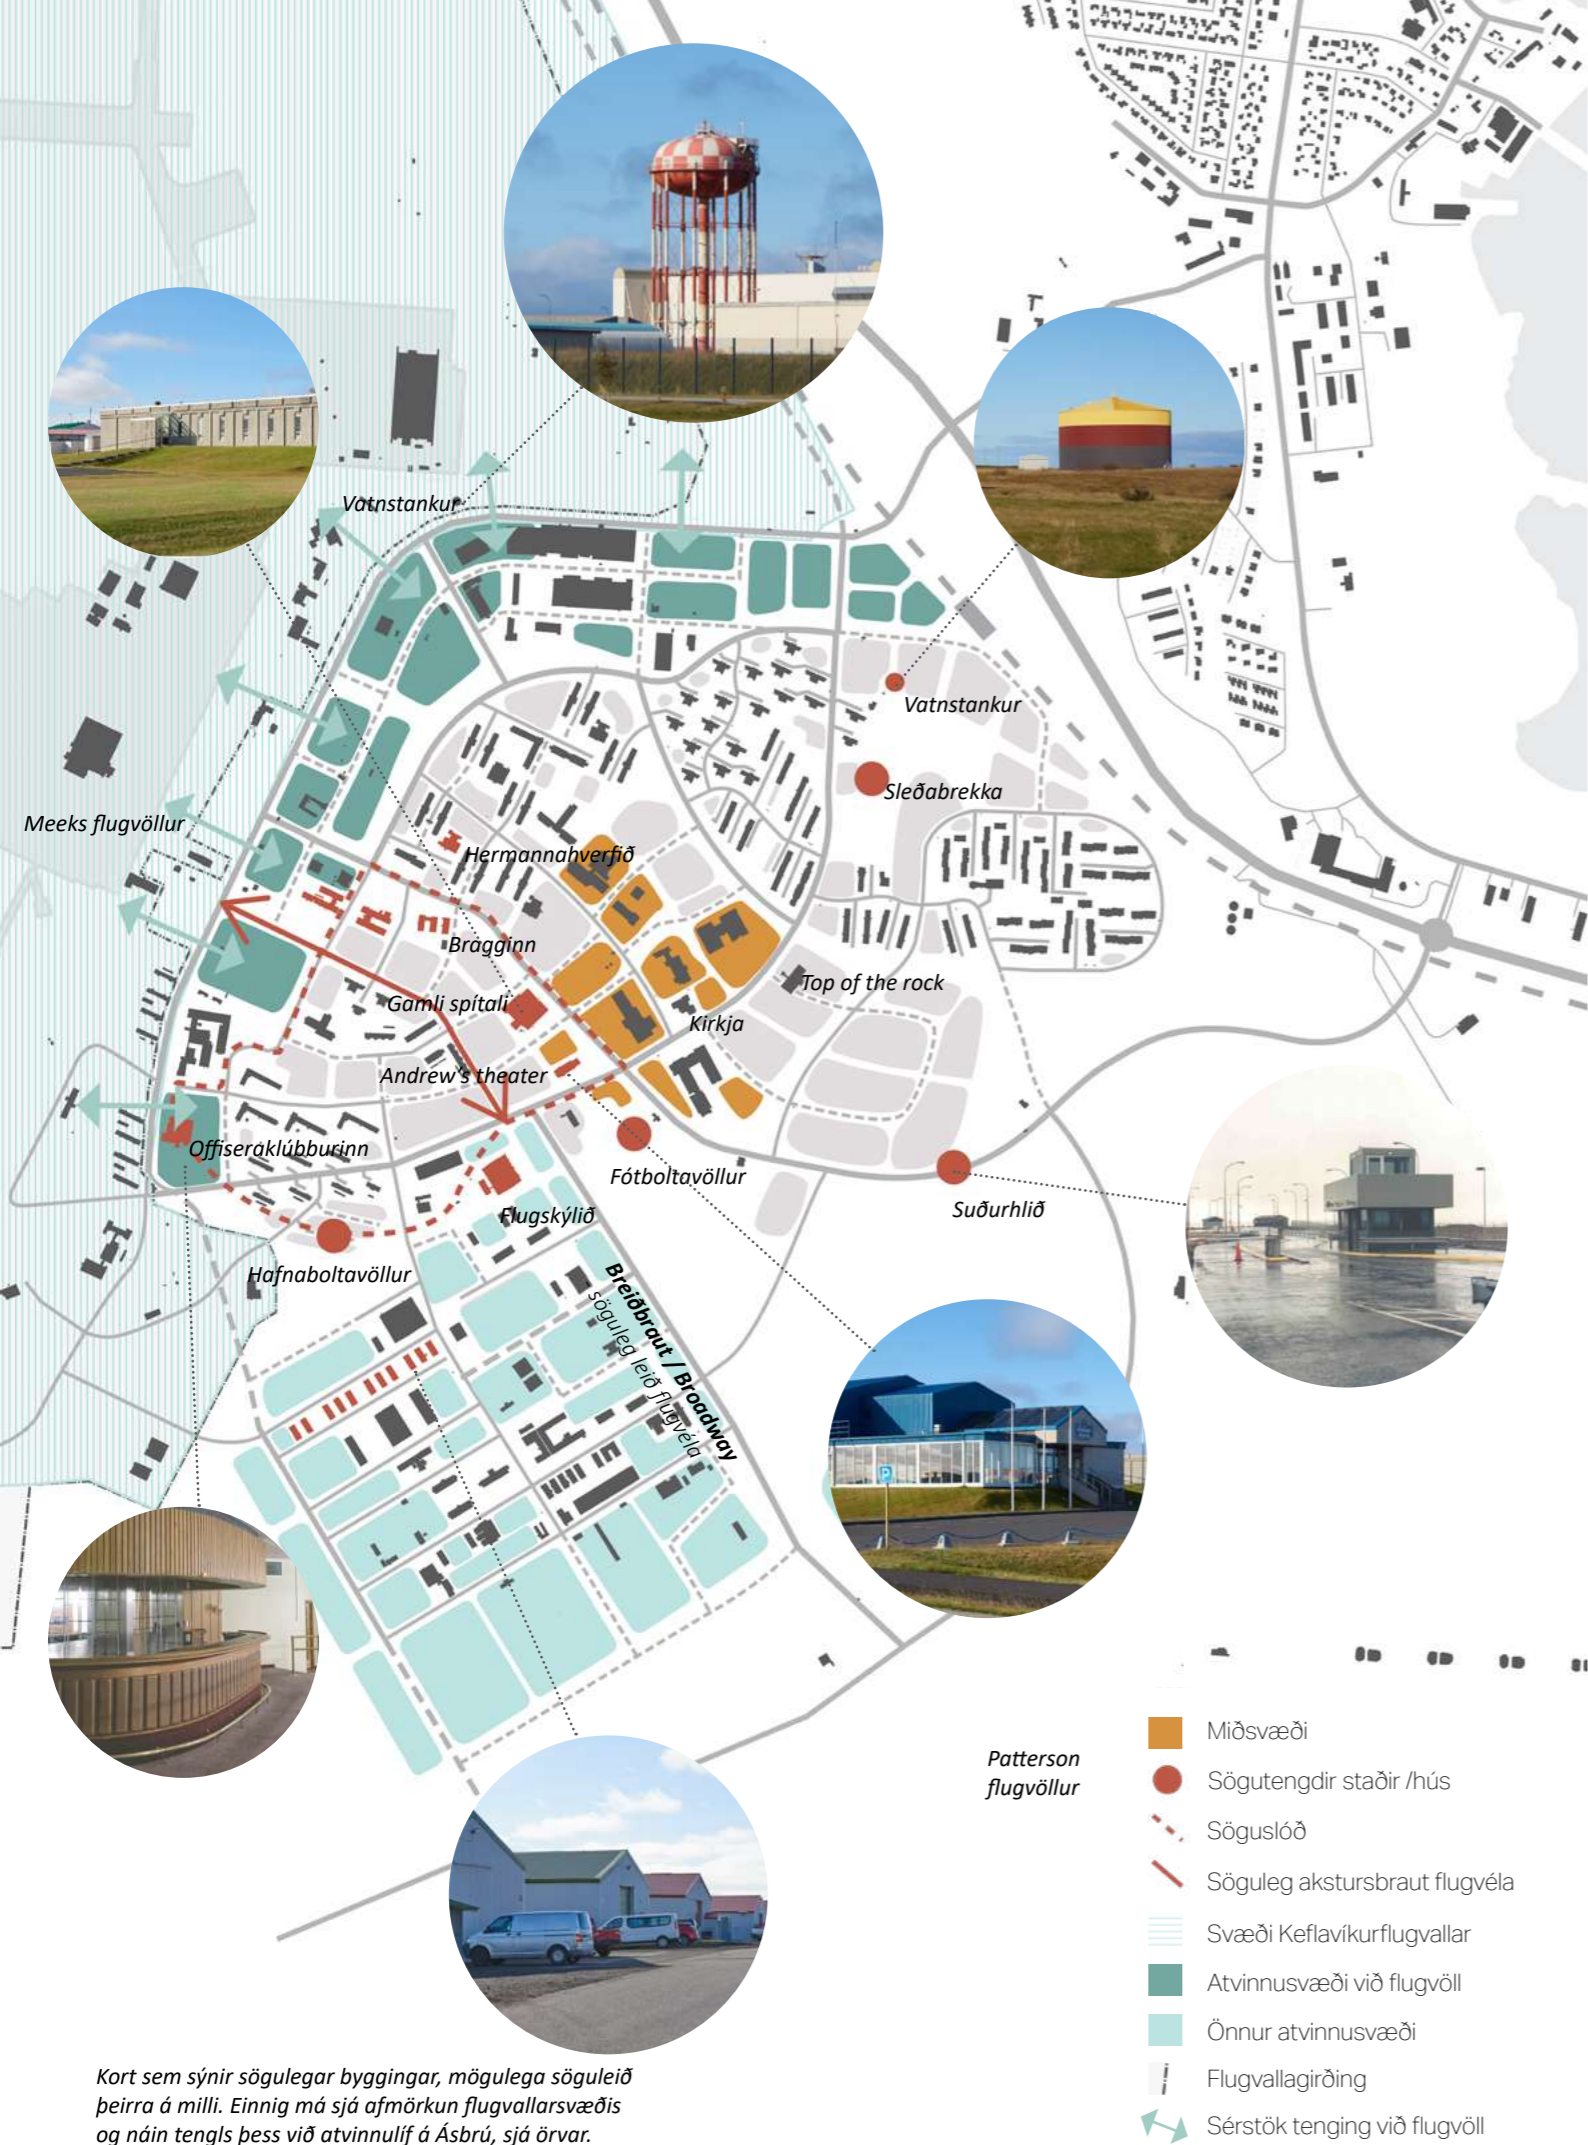 Vatnstankur
Vatnstankur
Sleðabrekka
Meeks flugvöllur
Hermannahverfið
Bragginn
Top of the rock
Gamli spítali
Kirkja
Andrew's theater
Offiseraklúbburinn
Fótboltavöllur
Suðurhlið
Flugskýlið
Hafnaboltavöllur
Breiðbraut / Broadway
söguleg leið flugvéla
Patterson
flugvöllur
Miðsvæði
Sögutengdir staðir /hús
Söguslóð
Söguleg akstursbraut flugvéla
Svæði Keflavíkurflugvallar
Atvinnusvæði við flugvöll
Önnur atvinnusvæði
Flugvallagirðing
Sérstök tenging við flugvöll
Kort sem sýnir sögulegar byggingar, mögulega söguleið
þeirra á milli. Einnig má sjá afmörkun flugvallarsvæðis
og náin tengls þess við atvinnulíf á Ásbrú, sjá örvar.
P